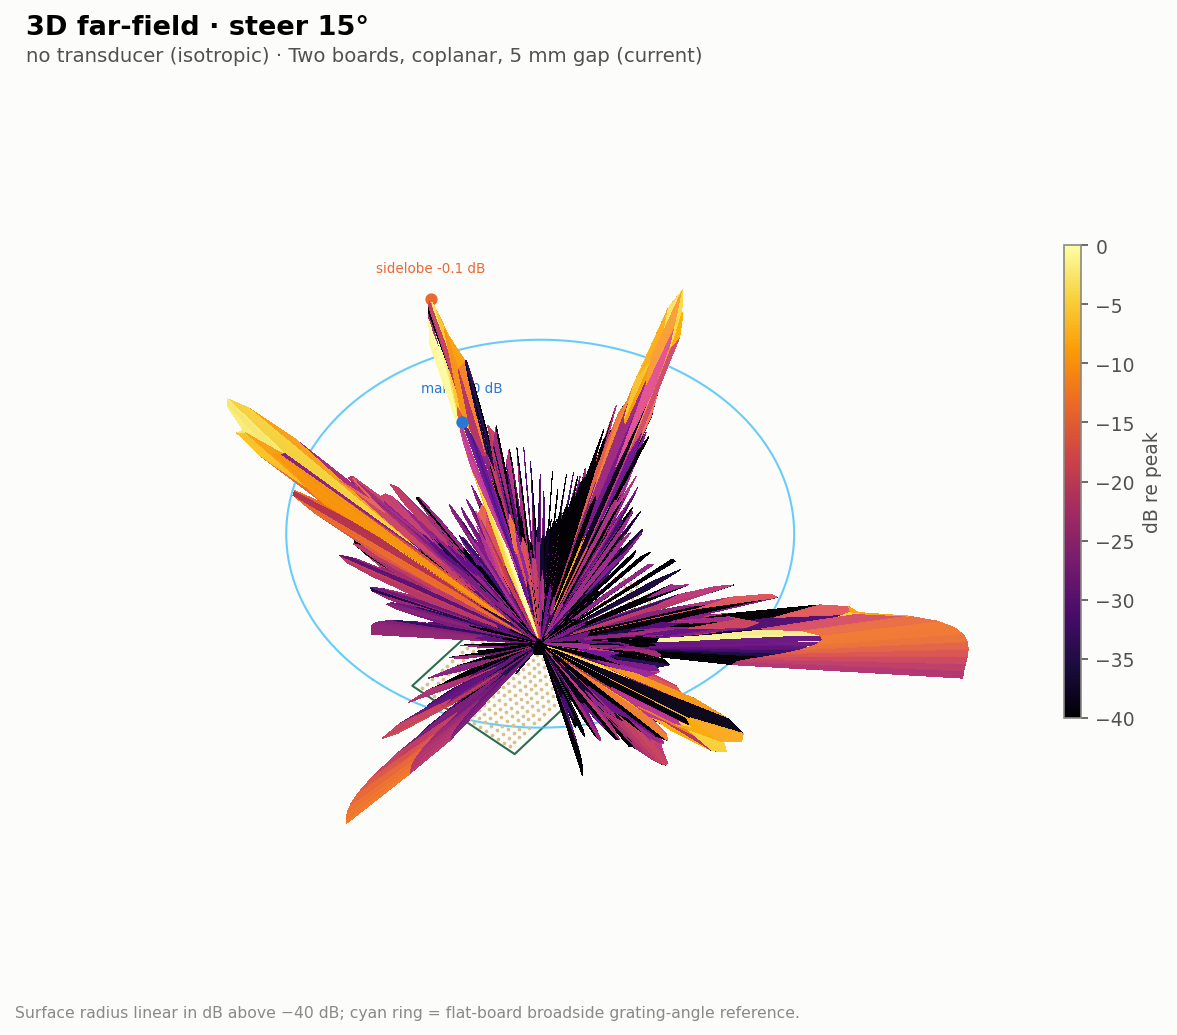 3D far-field · steer 15°
no transducer (isotropic) · Two boards, coplanar, 5 mm gap (current)
sidelobe -0.1 dB
0 dB
0
−5
−10
−15
−20
−25
−30
−35
−40
dB re peak
Surface radius linear in dB above −40 dB; cyan ring = flat-board broadside grating-angle reference.